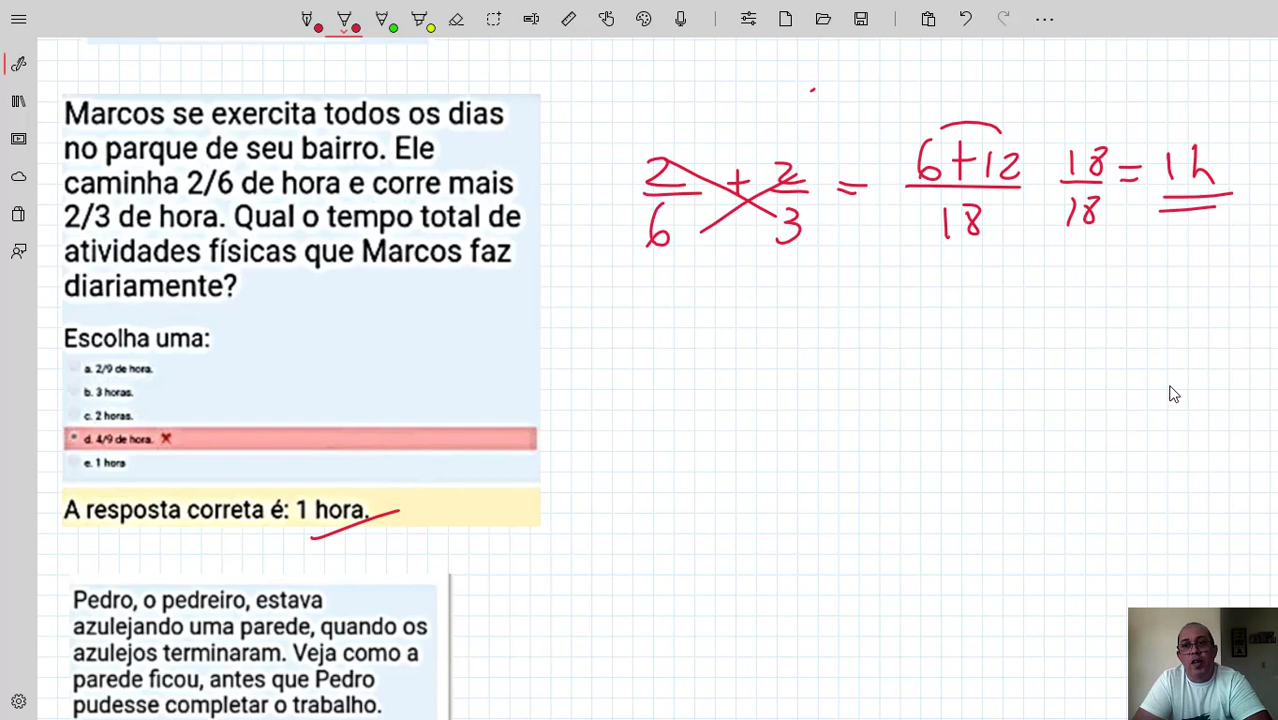 Marcos se exercita todos os dias
no parque de seu bairro. Ele
caminha 2/6 de hora e corre mais
2/3 de hora. Qual o tempo total de
atividades físicas que Marcos faz
diariamente?
Escolha uma:
a. 2/9 de hora.
b. 3 horas.
c. 2 horas.
d. 4/9 de hora.
e. 1 hora
A resposta correta é: 1 hora.
2/6 + 2/3 = 6+12/18 18/18 = 1h
Pedro, o pedreiro, estava
azulejando uma parede, quando os
azulejos terminaram. Veja como a
parede ficou, antes que Pedro
pudesse completar o trabalho.